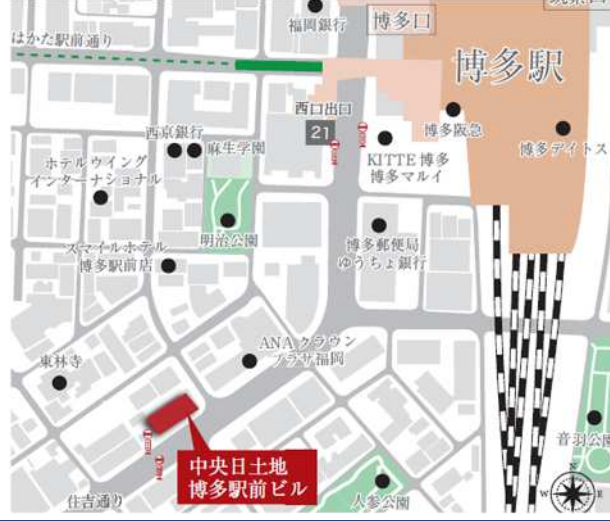 福岡銀行
博多口
はかた駅前通り
博多駅
西口出口
21
博多阪急
博多デイトス
西京銀行
麻生学園
KITTE 博多
博多マルイ
ホテルウイング
インターナショナル
明治公園
博多郵便局
ゆうちょ銀行
スマイルホテル
博多駅前店
ANA クラウン
プラザ福岡
東林寺
音羽公園
中央日土地
博多駅前ビル
住吉通り
人参公園
N
W
E